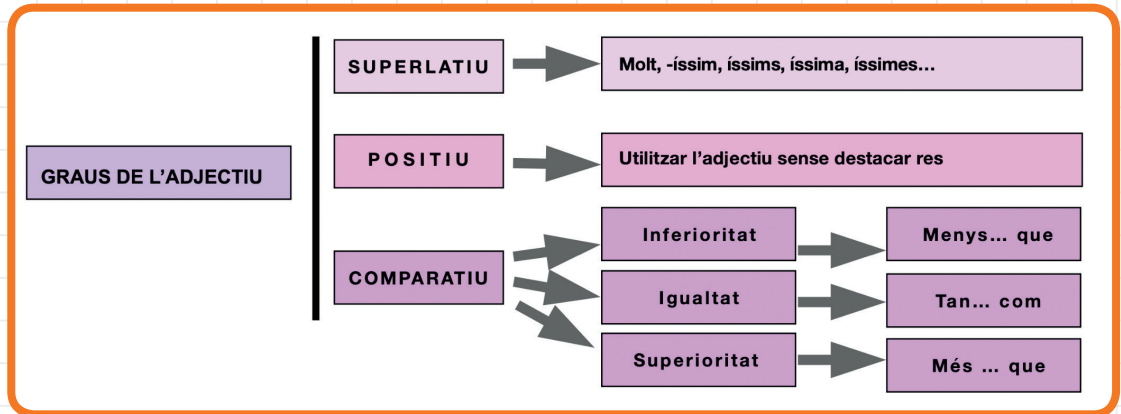 GRAUS DE L'ADJECTIU
SUPERLATIU
Molt, -íssim, íssims, íssima, íssimes...
POSITIU
Utilitzar l'adjectiu sense destacar res
COMPARATIU
Inferioritat
Menys... que
Igualtat
Tan... com
Superioritat
Més ... que